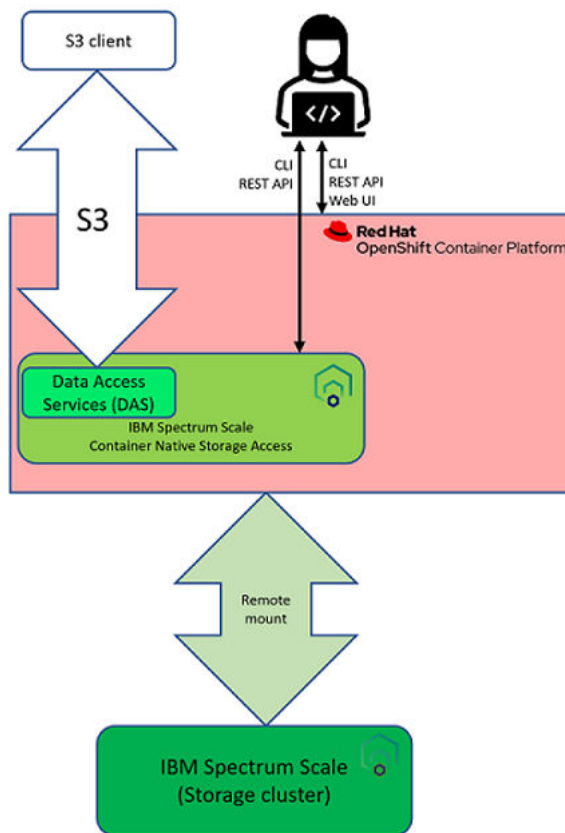 S3 client
</>
CLI
REST API
CLI
REST API
Web UI
S3
Red Hat
OpenShift Container Platform
Data Access
Services (DAS)
IBM Spectrum Scale
Container Native Storage Access
Remote
mount
IBM Spectrum Scale
(Storage cluster)